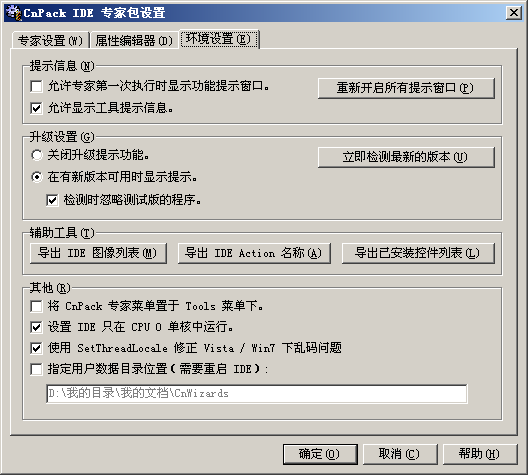 CnPack IDE 专家包设置
专家设置(W) 属性编辑器(D) 环境设置(E)
提示信息(N)
允许专家第一次执行时显示功能提示窗口。 重新开启所有提示窗口(P)
允许显示工具提示信息。
升级设置(G)
关闭升级提示功能。 立即检测最新的版本(U)
在有新版本可用时显示提示。
检测时忽略测试版的程序。
辅助工具(T)
导出 IDE 图像列表(M) 导出 IDE Action 名称(A) 导出已安装控件列表(L)
其他(R)
将 CnPack 专家菜单置于 Tools 菜单下。
设置 IDE 只在 CPU 0 单核中运行。
使用 SetThreadLocale 修正 Vista / Win7 下乱码问题
指定用户数据目录位置(需要重启 IDE):
D:\我的目录\我的文档\CnWizards
确定(O) 取消(C) 帮助(H)